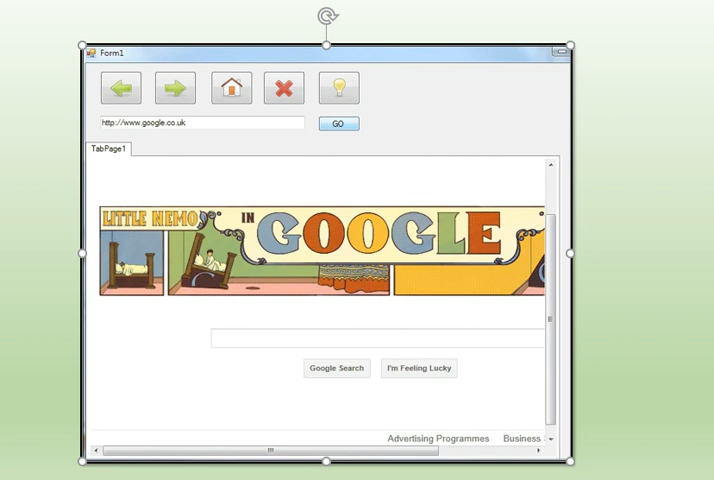 Form1
http://www.google.co.uk
GO
TabPage1
LITTLE NEMO IN GOOGLE
Google Search
I'm Feeling Lucky
Advertising Programmes
Business